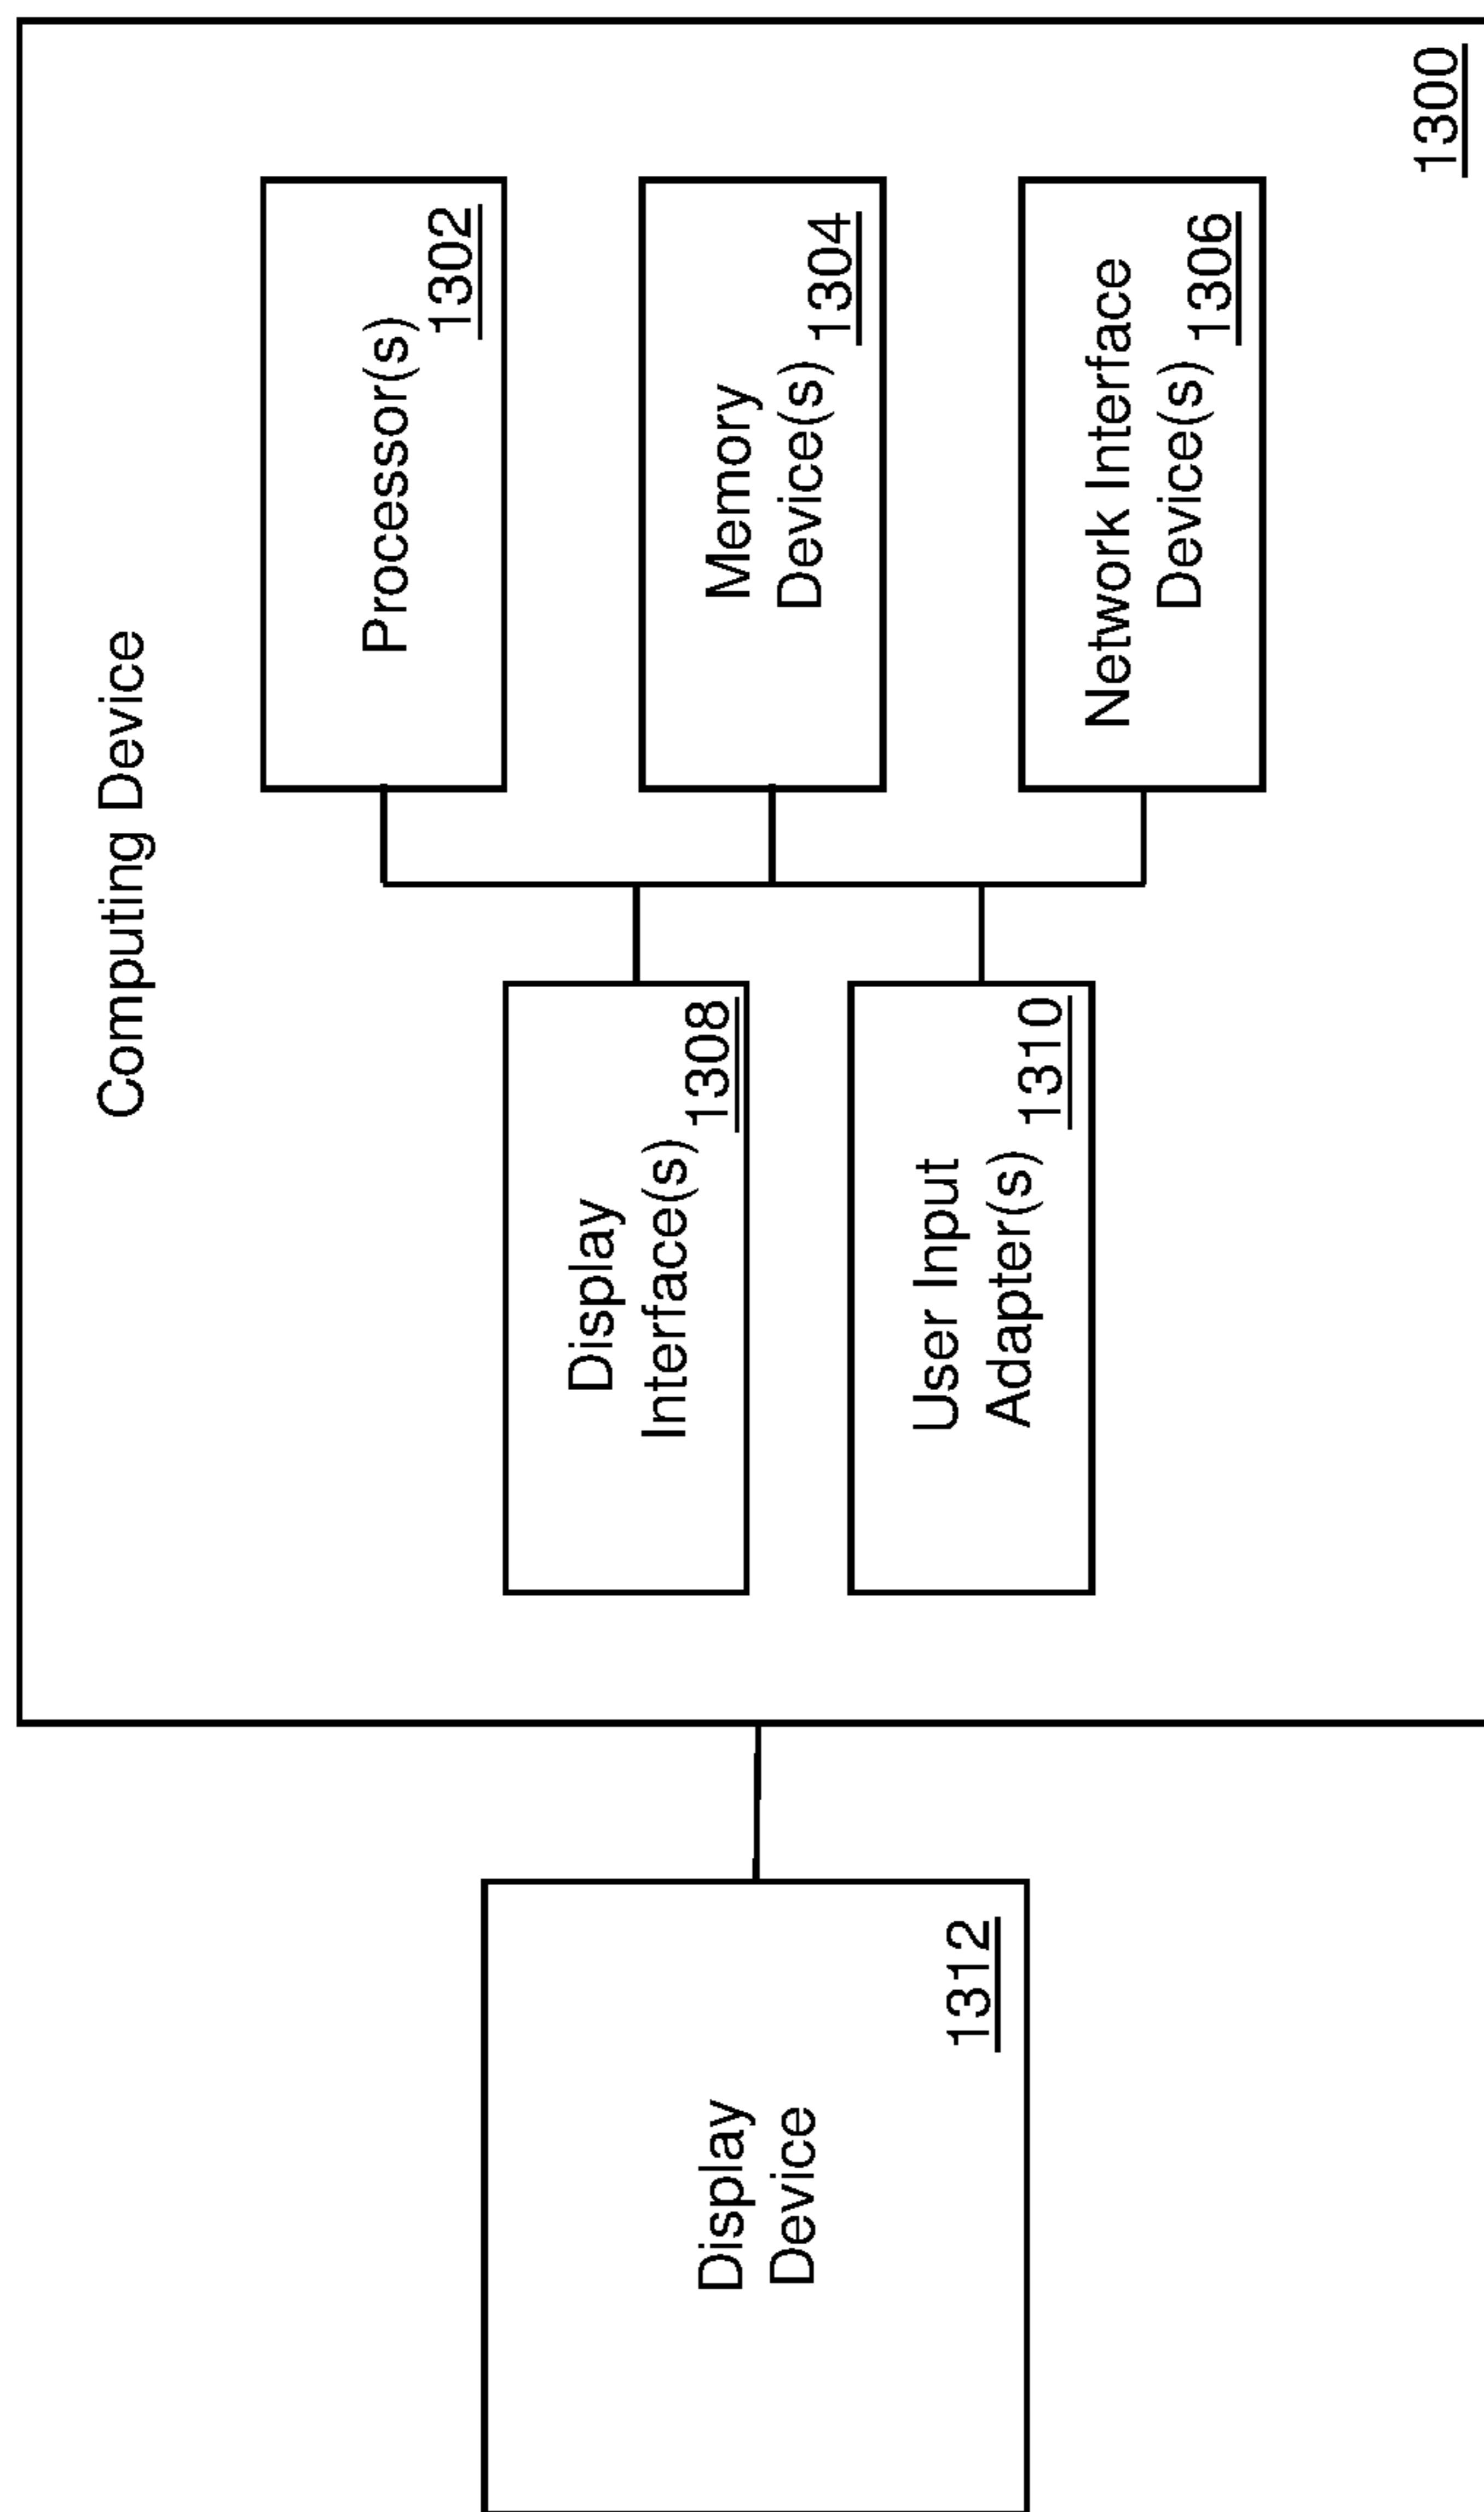 Computing Device
Display
Interface(s)
1308
Processor(s)
1302
User Input
Adapter(s)
1310
Memory
Device(s)
1304
Network Interface
Device(s)
1306
1300
Display
Device
1312